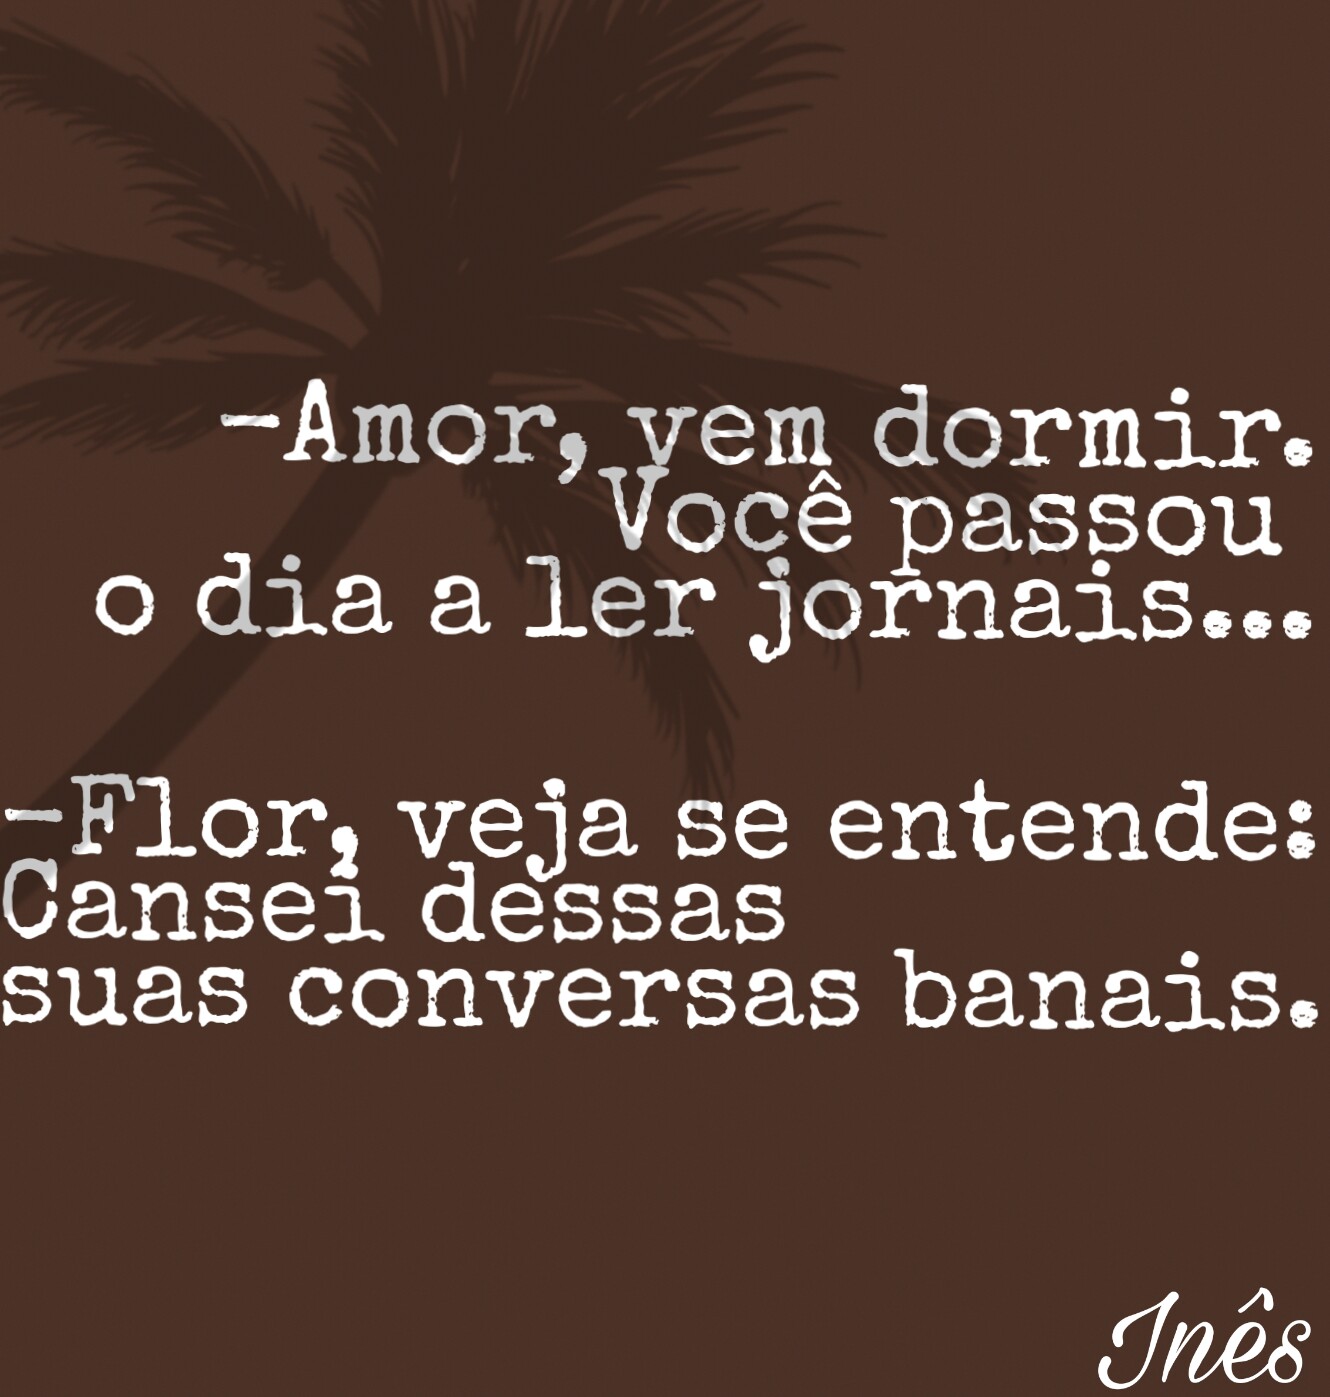 -Amor, vem dormir.
Você passou
o dia a ler jornais...
-Flor, veja se entende:
Cansei dessas
suas conversas banais.
Inês